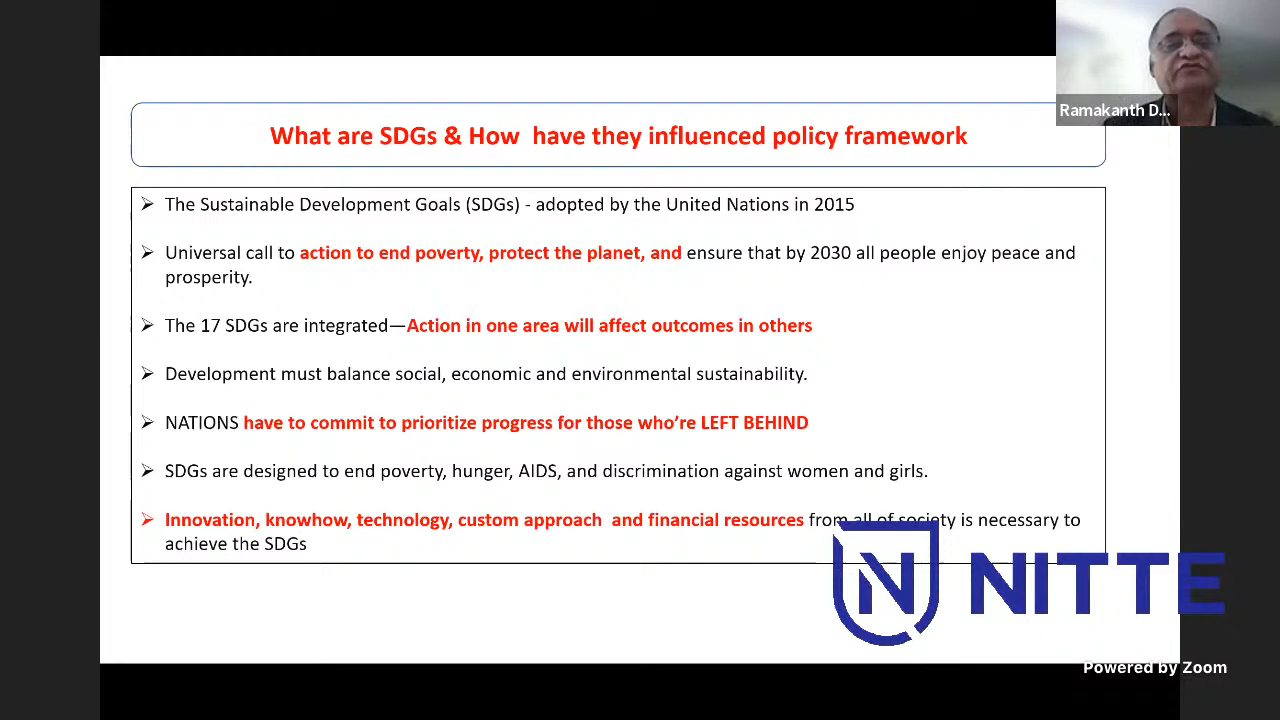 Ramakanth D...
What are SDGs & How have they influenced policy framework
➢ The Sustainable Development Goals (SDGs) - adopted by the United Nations in 2015
➢ Universal call to action to end poverty, protect the planet, and ensure that by 2030 all people enjoy peace and
prosperity.
➢ The 17 SDGs are integrated—Action in one area will affect outcomes in others
➢ Development must balance social, economic and environmental sustainability.
➢ NATIONS have to commit to prioritize progress for those who’re LEFT BEHIND
➢ SDGs are designed to end poverty, hunger, AIDS, and discrimination against women and girls.
➢ Innovation, knowhow, technology, custom approach and financial resources from all of society is necessary to
achieve the SDGs
N NITTE
Powered by Zoom